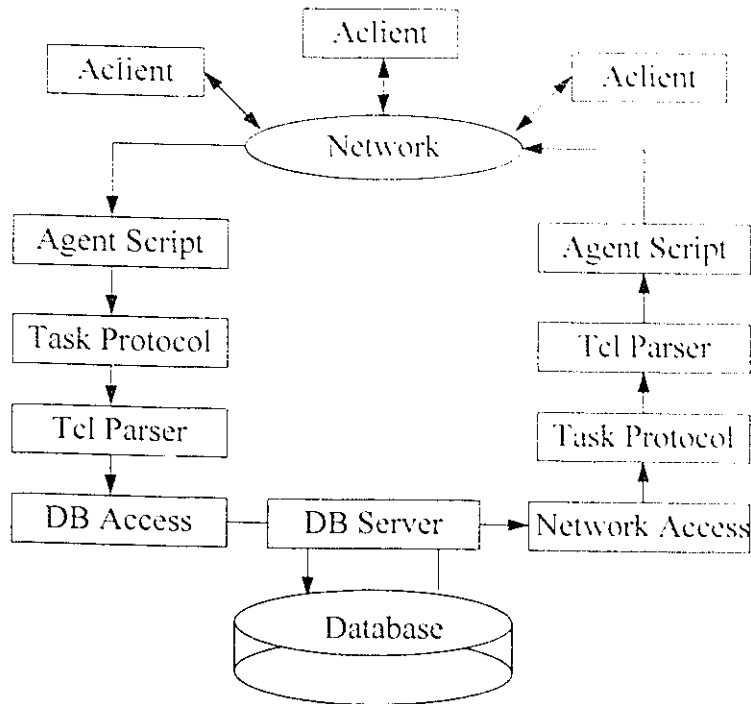 Aclient
Aclient
Aclient
Network
Agent Script
Agent Script
Task Protocol
Tcl Parser
Tcl Parser
Task Protocol
DB Access
DB Server
Network Access
Database